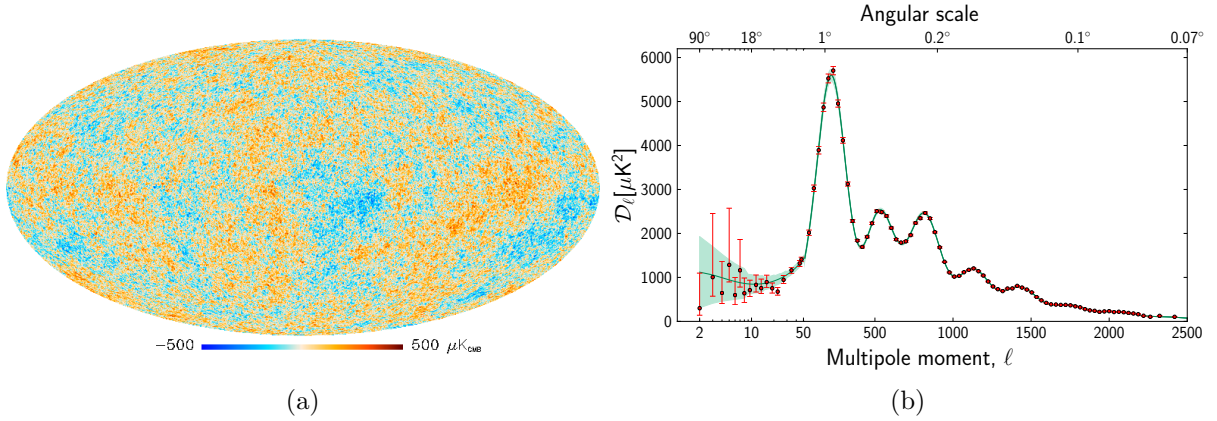 −500 500 μK_CMB
(a)
Angular scale
90° 18° 1° 0.2° 0.1° 0.07°
6000
5000
4000
3000
2000
1000
0
𝒟ℓ[μK²]
2 10 50 500 1000 1500 2000 2500
Multipole moment, ℓ
(b)